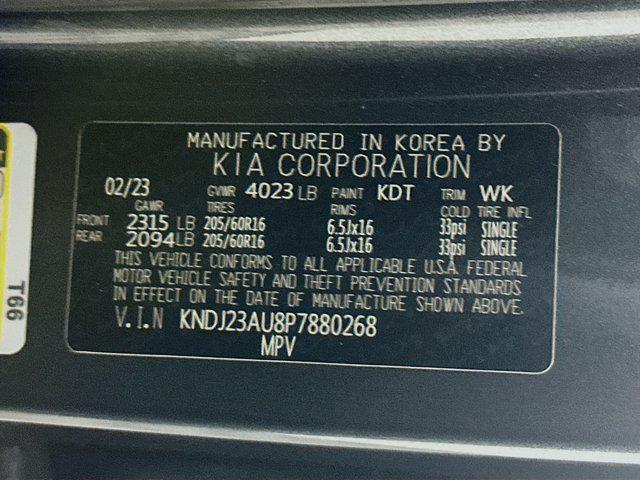 MANUFACTURED IN KOREA BY
KIA CORPORATION
02/23 GVWR 4023 LB PAINT KDT TRIM WK
GAWR TIRES RIMS COLD TIRE INFL
FRONT 2315 LB 205/60R16 6.5Jx16 33psi SINGLE
REAR 2094 LB 205/60R16 6.5Jx16 33psi SINGLE
THIS VEHICLE CONFORMS TO ALL APPLICABLE U.S.A. FEDERAL
MOTOR VEHICLE SAFETY AND THEFT PREVENTION STANDARDS
IN EFFECT ON THE DATE OF MANUFACTURE SHOWN ABOVE.
V.I.N KNDJ23AU8P7880268
MPV
T66